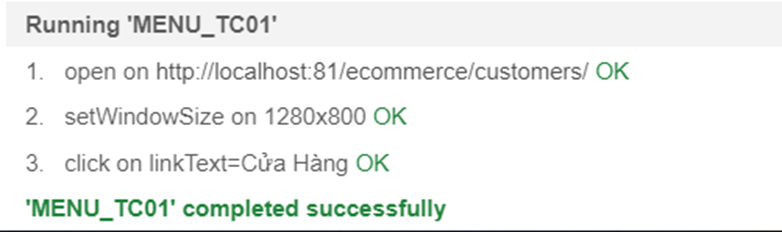 Running 'MENU_TC01'
1. open on http://localhost:81/ecommerce/customers/ OK
2. setWindowSize on 1280x800 OK
3. click on linkText=Cửa Hàng OK
'MENU_TC01' completed successfully